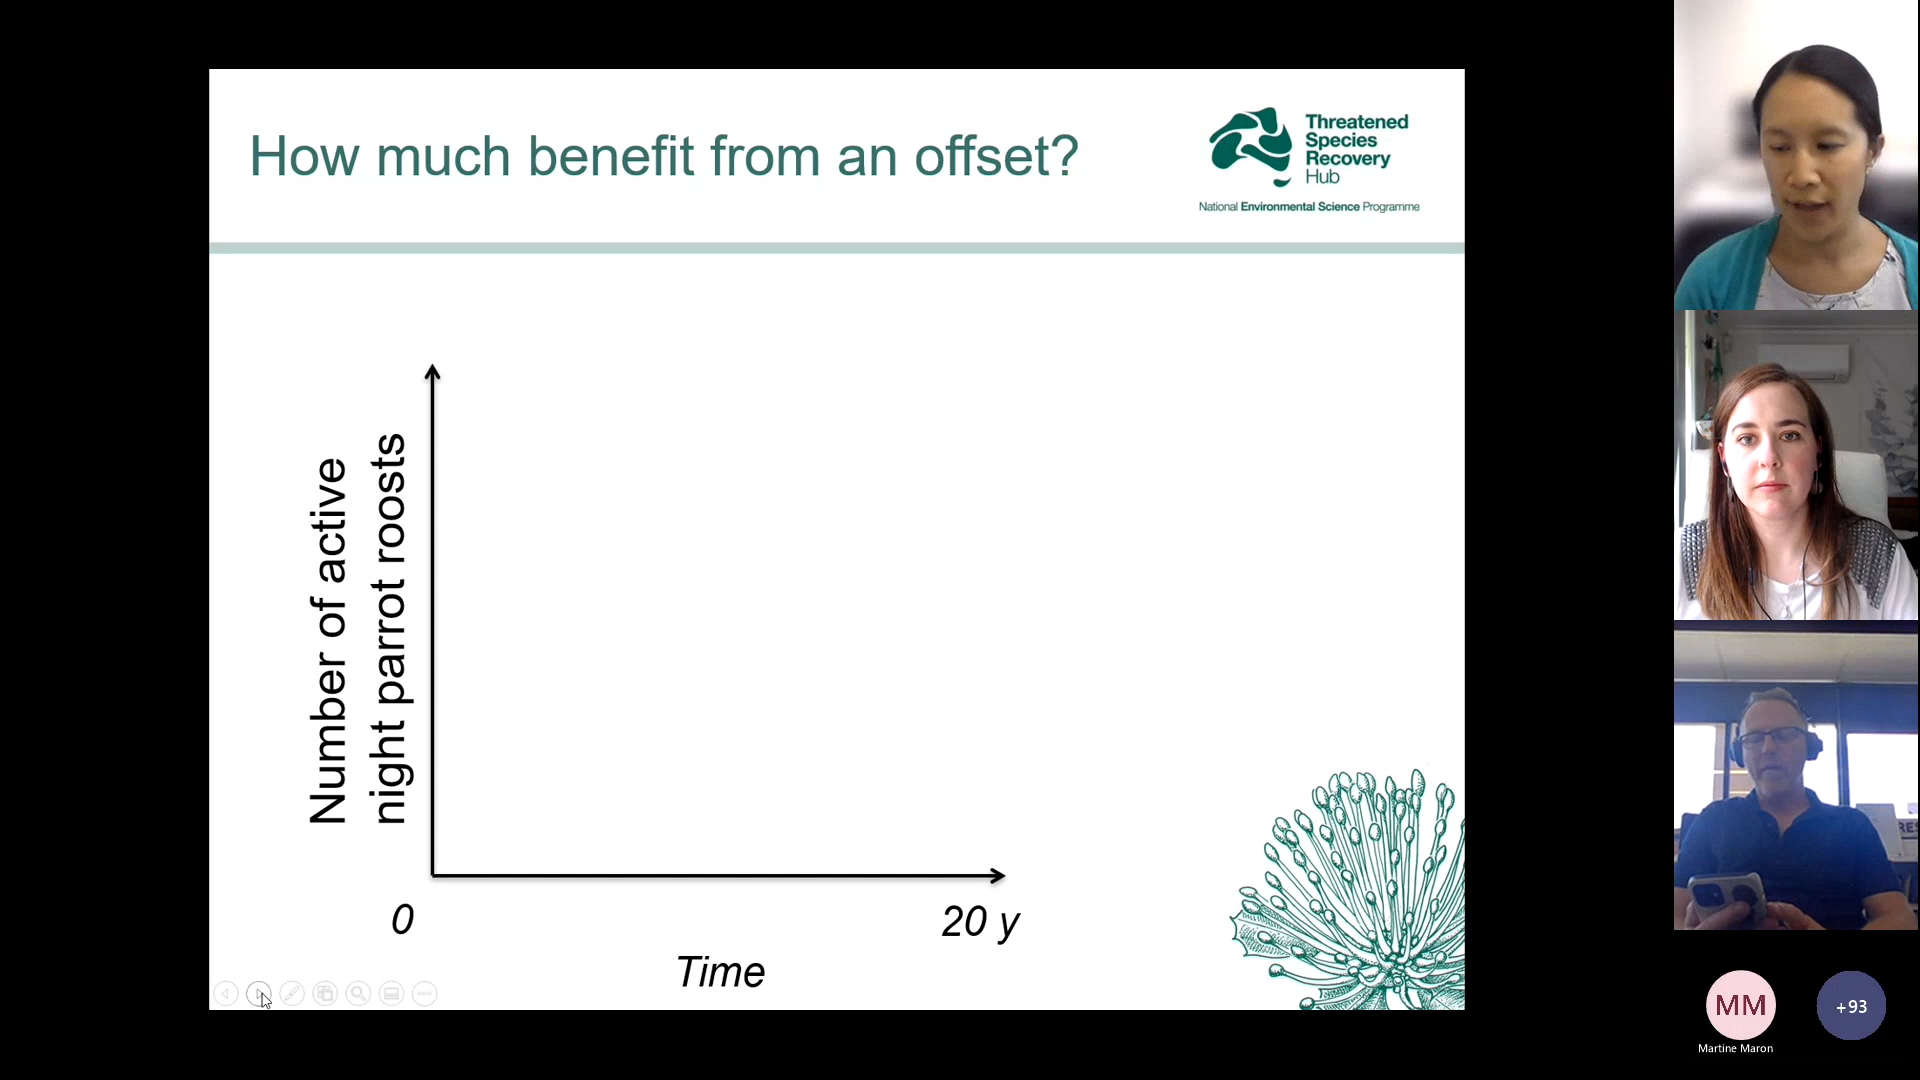 How much benefit from an offset?
Threatened
Species
Recovery
Hub
National Environmental Science Programme
Number of active
night parrot roosts
0
20 y
Time
RES
MM
+93
Martine Maron